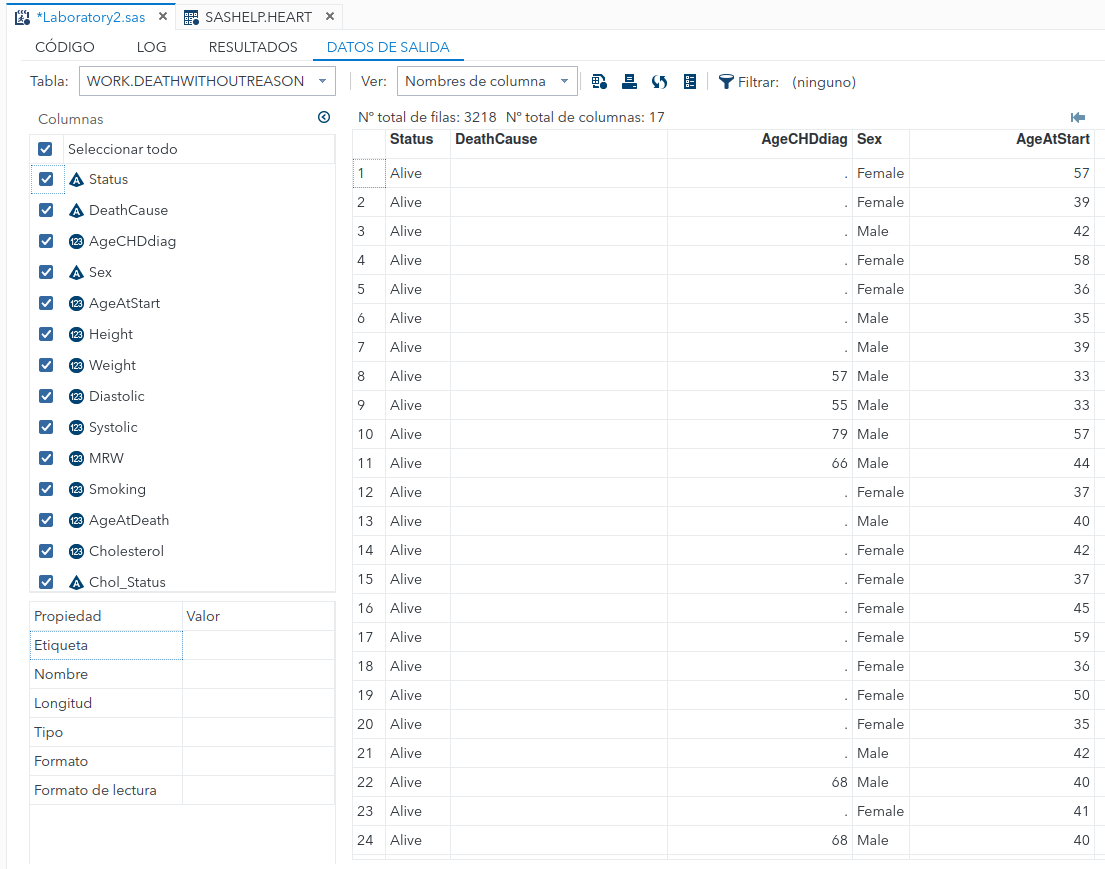 *Laboratory2.sas × SASHELP.HEART ×
CÓDIGO LOG RESULTADOS DATOS DE SALIDA
Tabla: WORK.DEATHWITHOUTREASON Ver: Nombres de columna Filtrar: (ninguno)
Columnas
Seleccionar todo
Status
DeathCause
AgeCHDdiag
Sex
AgeAtStart
Height
Weight
Diastolic
Systolic
MRW
Smoking
AgeAtDeath
Cholesterol
Chol_Status
Propiedad Valor
Etiqueta
Nombre
Longitud
Tipo
Formato
Formato de lectura
Nº total de filas: 3218 Nº total de columnas: 17
Status DeathCause AgeCHDdiag Sex AgeAtStart
1 Alive . Female 57
2 Alive . Female 39
3 Alive . Male 42
4 Alive . Female 58
5 Alive . Female 36
6 Alive . Male 35
7 Alive . Male 39
8 Alive 57 Male 33
9 Alive 55 Male 33
10 Alive 79 Male 57
11 Alive 66 Male 44
12 Alive . Female 37
13 Alive . Male 40
14 Alive . Female 42
15 Alive . Female 37
16 Alive . Female 45
17 Alive . Female 59
18 Alive . Female 36
19 Alive . Female 50
20 Alive . Female 35
21 Alive . Male 42
22 Alive 68 Male 40
23 Alive . Female 41
24 Alive 68 Male 40